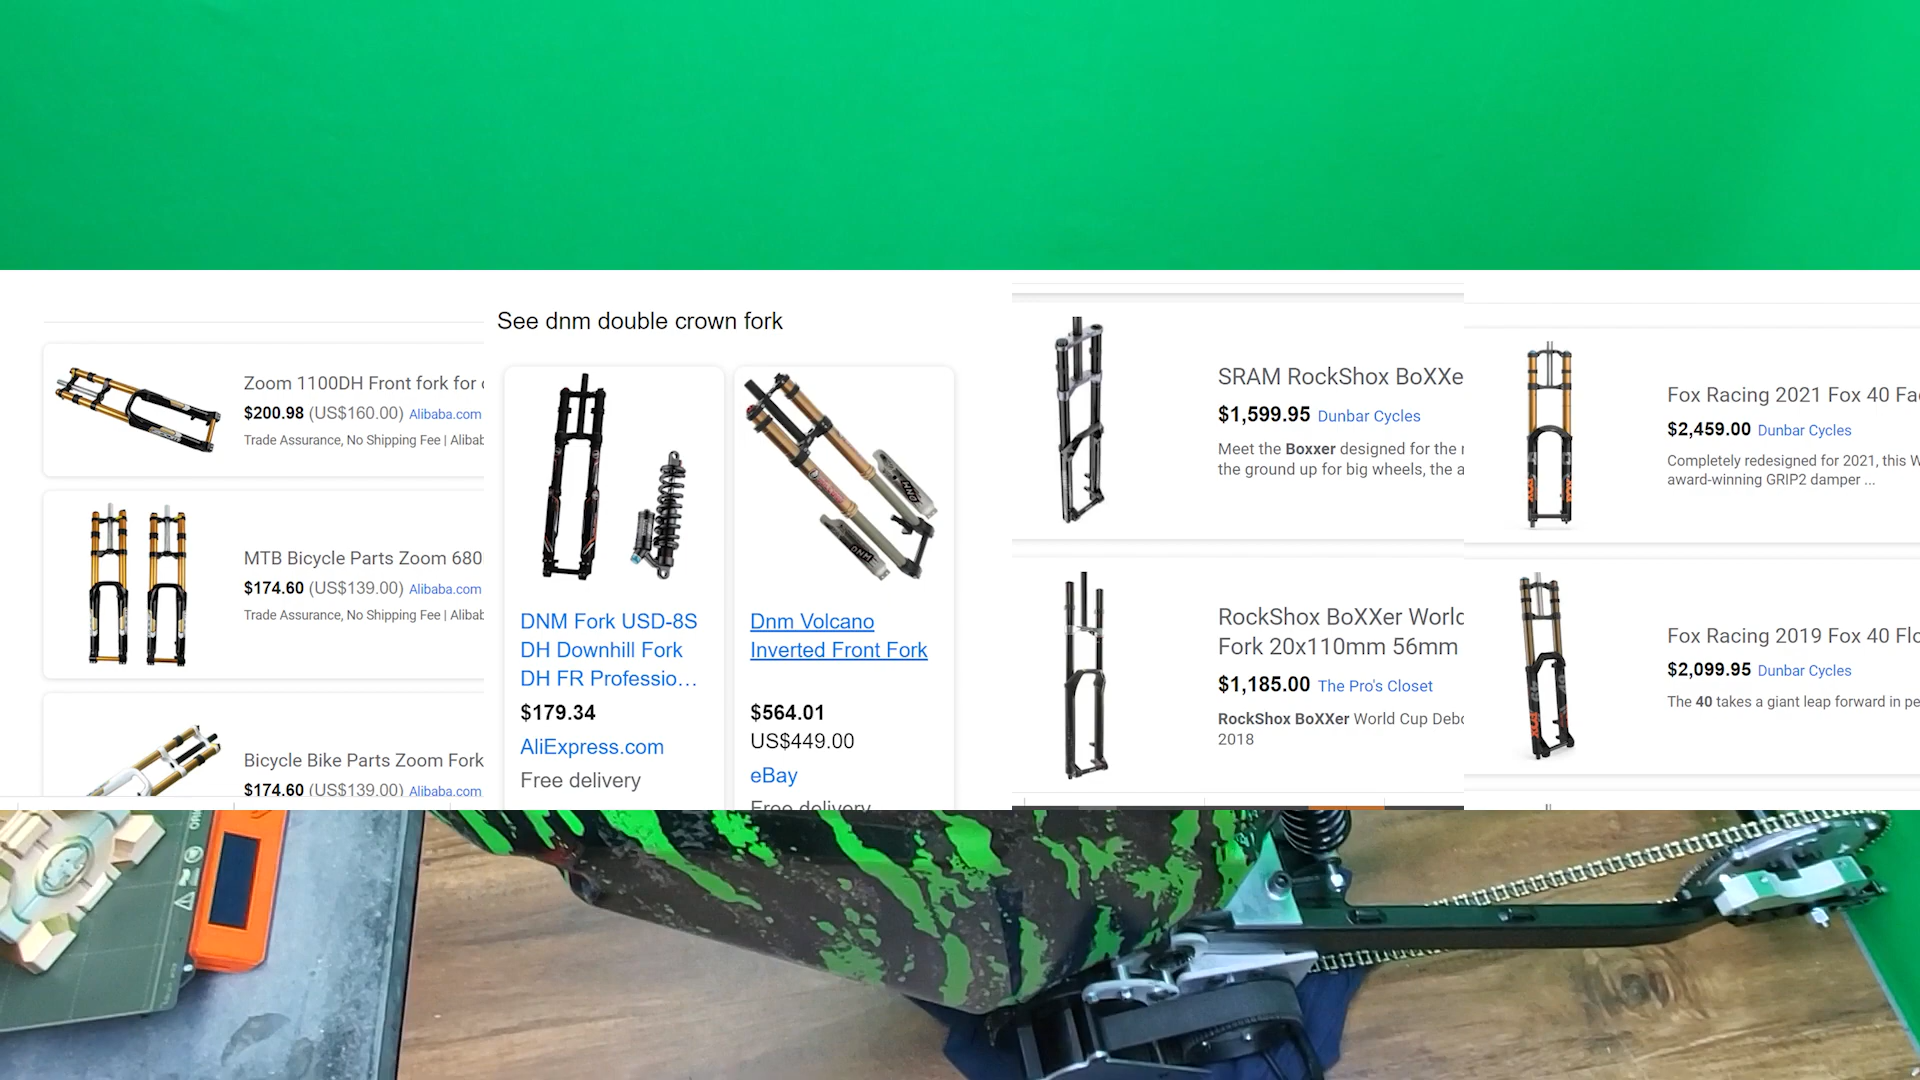 Zoom 1100DH Front fork for
$200.98 (US$160.00) Alibaba.com
Trade Assurance, No Shipping Fee | Alibab
MTB Bicycle Parts Zoom 680
$174.60 (US$139.00) Alibaba.com
Trade Assurance, No Shipping Fee | Alibab
Bicycle Bike Parts Zoom Fork
$174.60 (US$139.00) Alibaba.com
See dnm double crown fork
DNM Fork USD-8S
DH Downhill Fork
DH FR Professio...
$179.34
AliExpress.com
Free delivery
Dnm Volcano
Inverted Front Fork
$564.01
US$449.00
eBay
Free delivery
SRAM RockShox BoXXe
$1,599.95 Dunbar Cycles
Meet the Boxxer designed for the r
the ground up for big wheels, the a
RockShox BoXXer World
Fork 20x110mm 56mm
$1,185.00 The Pro's Closet
RockShox BoXXer World Cup Debo
2018
Fox Racing 2021 Fox 40 Fa
$2,459.00 Dunbar Cycles
Completely redesigned for 2021, this W
award-winning GRIP2 damper ...
Fox Racing 2019 Fox 40 Flo
$2,099.95 Dunbar Cycles
The 40 takes a giant leap forward in pe